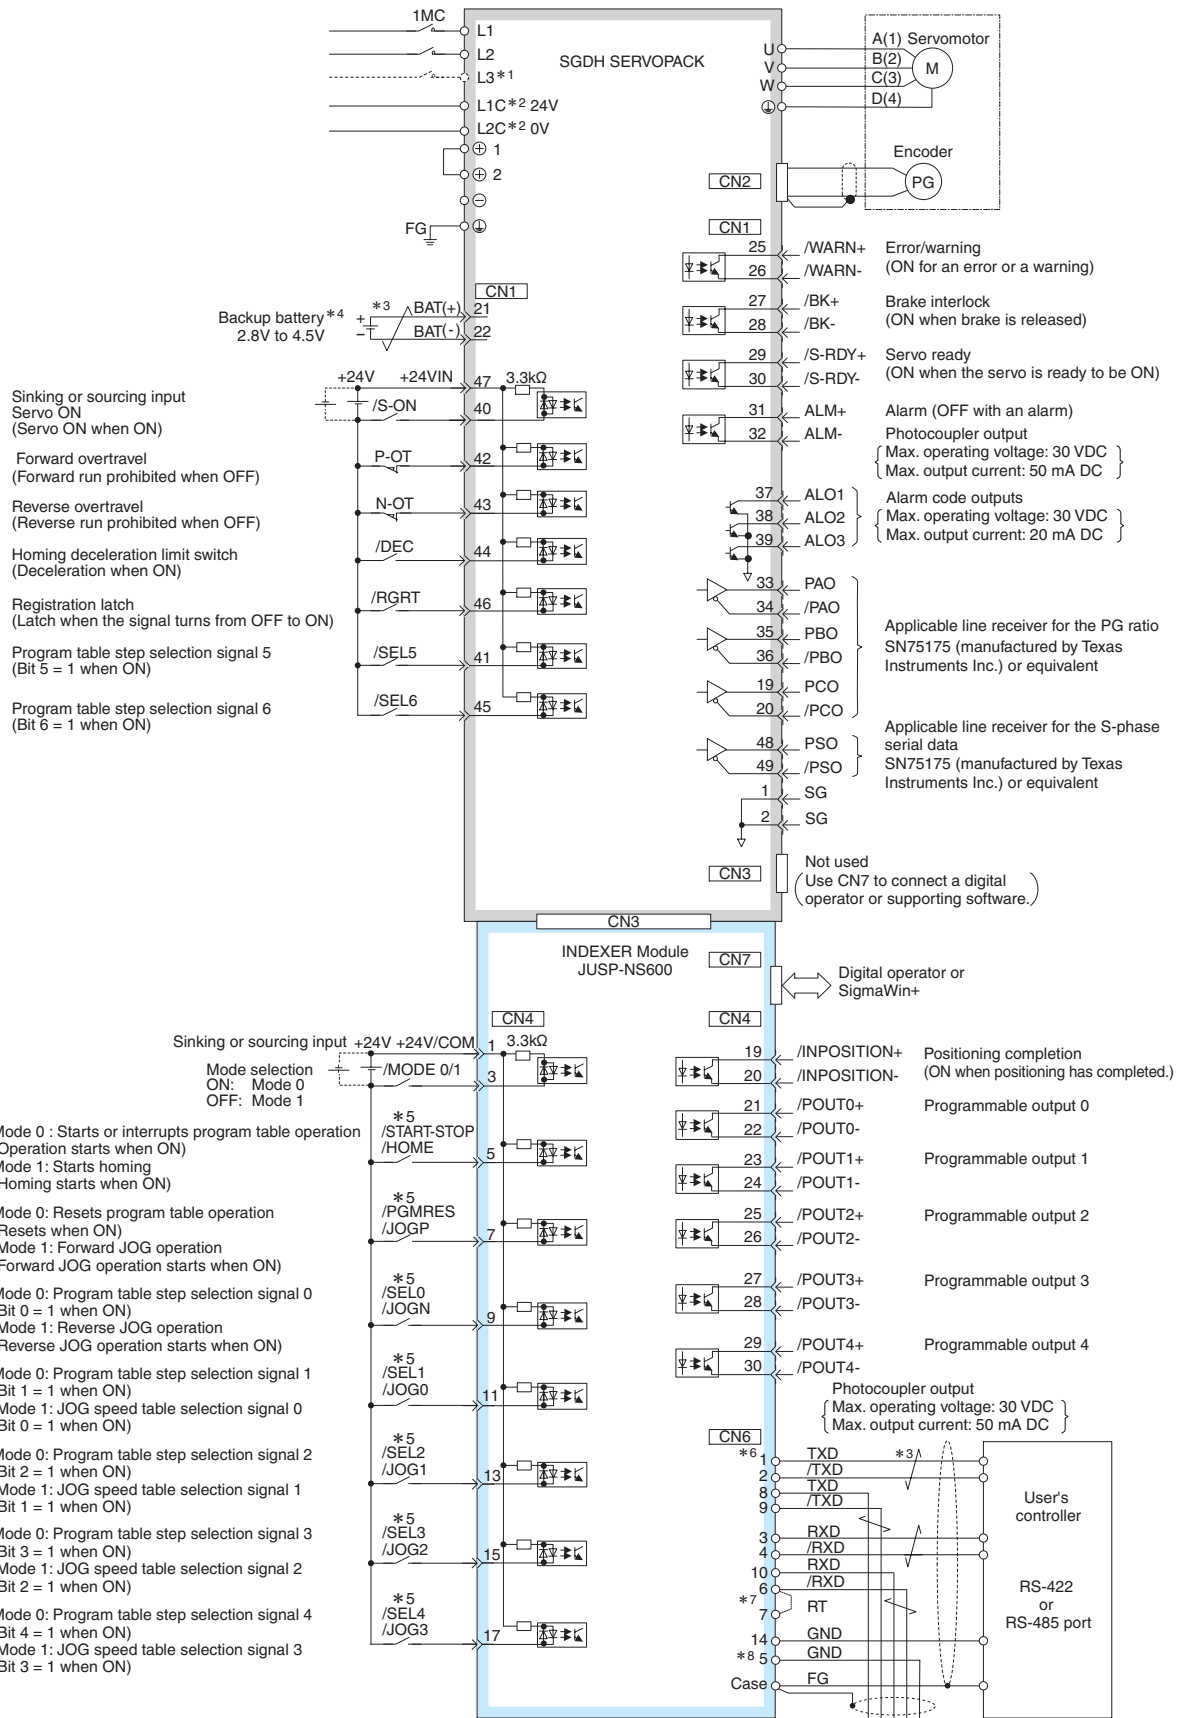 1MC
L1
L2
L3*1
L1C*2 24V
L2C*2 0V
1
2
FG
SGDH SERVOPACK
U
V
W
A(1)
B(2)
C(3)
D(4)
Servomotor
M
Encoder
PG
CN2
CN1
25 /WARN+ Error/warning
26 /WARN- (ON for an error or a warning)
27 /BK+ Brake interlock
28 /BK- (ON when brake is released)
29 /S-RDY+ Servo ready
30 /S-RDY- (ON when the servo is ready to be ON)
31 ALM+ Alarm (OFF with an alarm)
32 ALM- Photocoupler output
Max. operating voltage: 30 VDC
Max. output current: 50 mA DC
37 ALO1 Alarm code outputs
38 ALO2 Max. operating voltage: 30 VDC
39 ALO3 Max. output current: 20 mA DC
33 PAO
34 /PAO
35 PBO
36 /PBO
19 PCO
20 /PCO
Applicable line receiver for the PG ratio
SN75175 (manufactured by Texas
Instruments Inc.) or equivalent
48 PSO
49 /PSO
Applicable line receiver for the S-phase
serial data
SN75175 (manufactured by Texas
Instruments Inc.) or equivalent
1 SG
2 SG
CN3
Not used
(Use CN7 to connect a digital
operator or supporting software.)
CN1
Backup battery*4
2.8V to 4.5V
+
−
*3
BAT(+) 21
BAT(-) 22
+24V +24VIN 47 3.3kΩ
Sinking or sourcing input
Servo ON
(Servo ON when ON)
/S-ON 40
Forward overtravel
(Forward run prohibited when OFF)
P-OT 42
Reverse overtravel
(Reverse run prohibited when OFF)
N-OT 43
Homing deceleration limit switch
(Deceleration when ON)
/DEC 44
Registration latch
(Latch when the signal turns from OFF to ON)
/RGRT 46
Program table step selection signal 5
(Bit 5 = 1 when ON)
/SEL5 41
Program table step selection signal 6
(Bit 6 = 1 when ON)
/SEL6 45
CN3
INDEXER Module
JUSP-NS600
CN7
Digital operator or
SigmaWin+
CN4
CN4
Sinking or sourcing input +24V +24V/COM 1 3.3kΩ
Mode selection
ON: Mode 0
OFF: Mode 1
/MODE 0/1 3
Mode 0 : Starts or interrupts program table operation
Operation starts when ON)
Mode 1: Starts homing
Homing starts when ON)
*5
/START-STOP
/HOME 5
Mode 0: Resets program table operation
Resets when ON)
Mode 1: Forward JOG operation
Forward JOG operation starts when ON)
*5
/PGMRES
/JOGP 7
Mode 0: Program table step selection signal 0
Bit 0 = 1 when ON)
Mode 1: Reverse JOG operation
Reverse JOG operation starts when ON)
*5
/SEL0
/JOGN 9
Mode 0: Program table step selection signal 1
Bit 1 = 1 when ON)
Mode 1: JOG speed table selection signal 0
Bit 0 = 1 when ON)
*5
/SEL1
/JOG0 11
Mode 0: Program table step selection signal 2
Bit 2 = 1 when ON)
Mode 1: JOG speed table selection signal 1
Bit 1 = 1 when ON)
*5
/SEL2
/JOG1 13
Mode 0: Program table step selection signal 3
Bit 3 = 1 when ON)
Mode 1: JOG speed table selection signal 2
Bit 2 = 1 when ON)
*5
/SEL3
/JOG2 15
Mode 0: Program table step selection signal 4
Bit 4 = 1 when ON)
Mode 1: JOG speed table selection signal 3
Bit 3 = 1 when ON)
*5
/SEL4
/JOG3 17
19 /INPOSITION+ Positioning completion
20 /INPOSITION- (ON when positioning has completed.)
21 /POUT0+ Programmable output 0
22 /POUT0-
23 /POUT1+ Programmable output 1
24 /POUT1-
25 /POUT2+ Programmable output 2
26 /POUT2-
27 /POUT3+ Programmable output 3
28 /POUT3-
29 /POUT4+ Programmable output 4
30 /POUT4-
Photocoupler output
Max. operating voltage: 30 VDC
Max. output current: 50 mA DC
CN6
*6 1 TXD *3
2 /TXD
8 TXD
9 /TXD
3 RXD
4 /RXD
10 RXD
6 /RXD
*7
7 RT
14 GND
*8 5 GND
Case FG
User's
controller
RS-422
or
RS-485 port